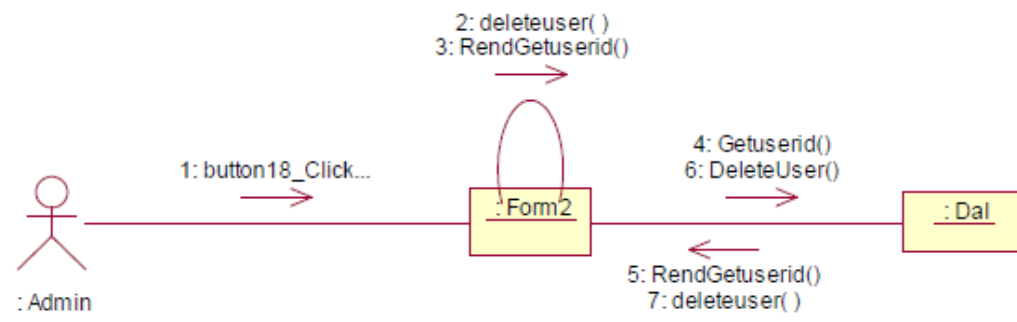 2: deleteuser( )
3: RendGetuserid()
1: button18_Click...
4: Getuserid()
6: DeleteUser()
: Form2
: Dal
5: RendGetuserid()
7: deleteuser( )
: Admin